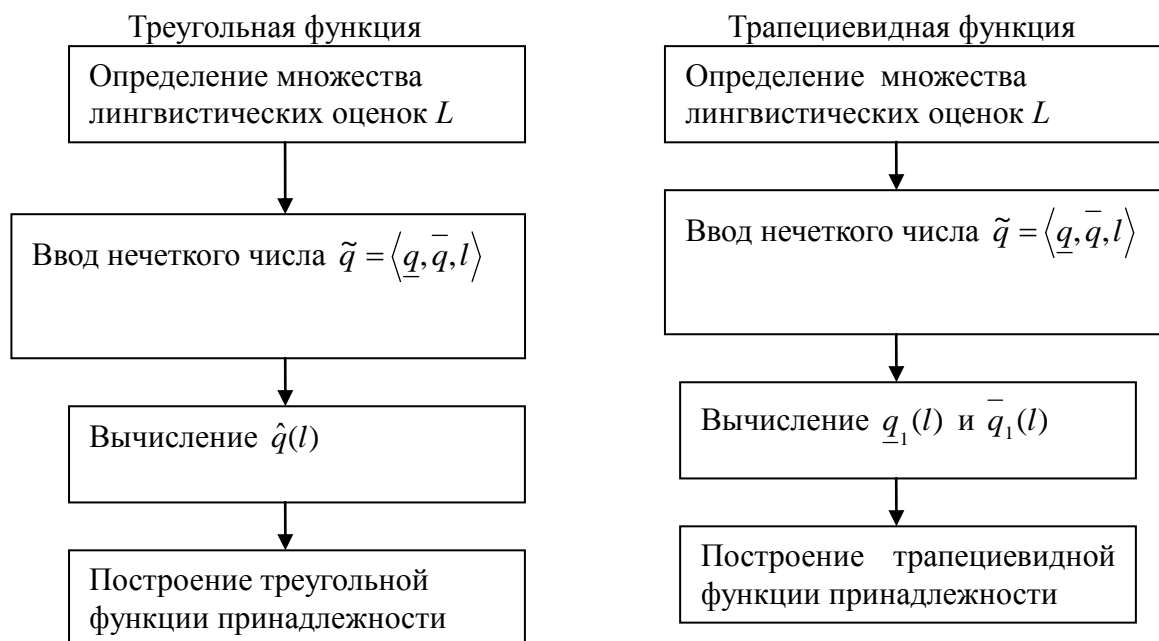 Треугольная функция
Определение множества
лингвистических оценок L
Ввод нечеткого числа q̃ = ⟨q̲, q̅, l⟩
Вычисление q̂(l)
Построение треугольной
функции принадлежности
Трапециевидная функция
Определение множества
лингвистических оценок L
Ввод нечеткого числа q̃ = ⟨q̲, q̅, l⟩
Вычисление q̲₁(l) и q̅₁(l)
Построение трапециевидной
функции принадлежности